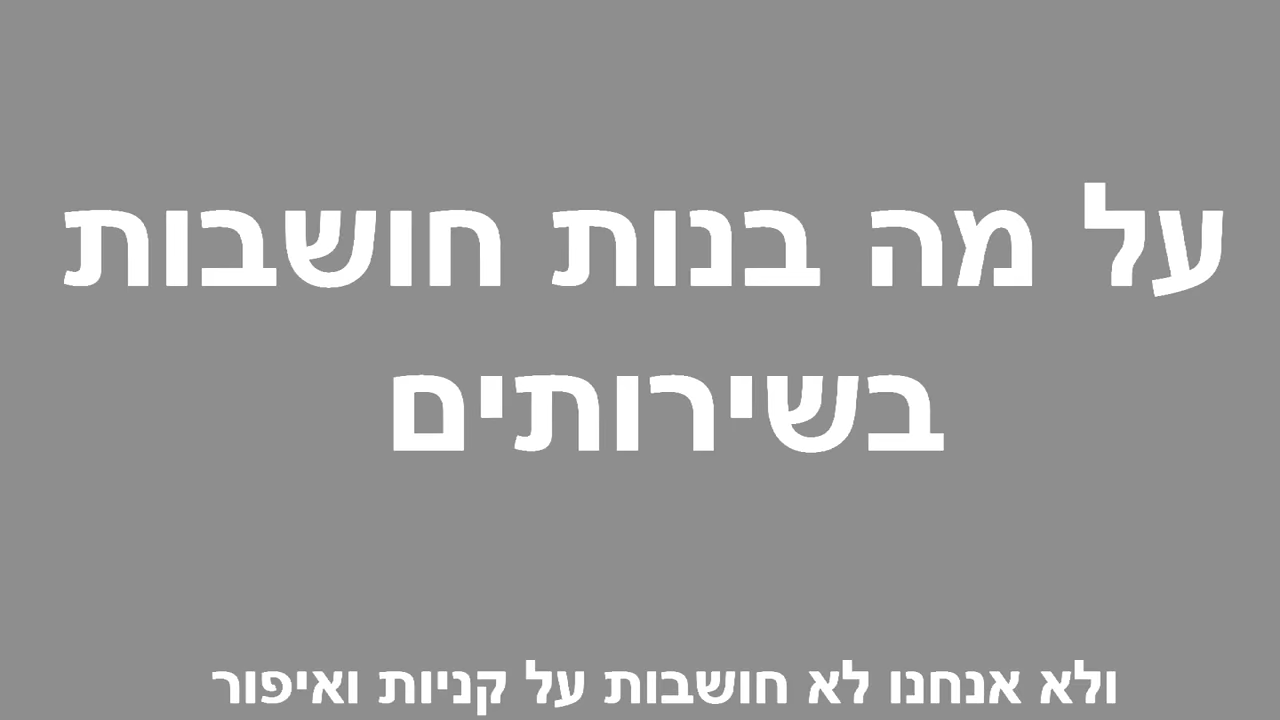 על מה בנות חושבות
בשירותים
ולא אנחנו לא חושבות על קניות ואיפור